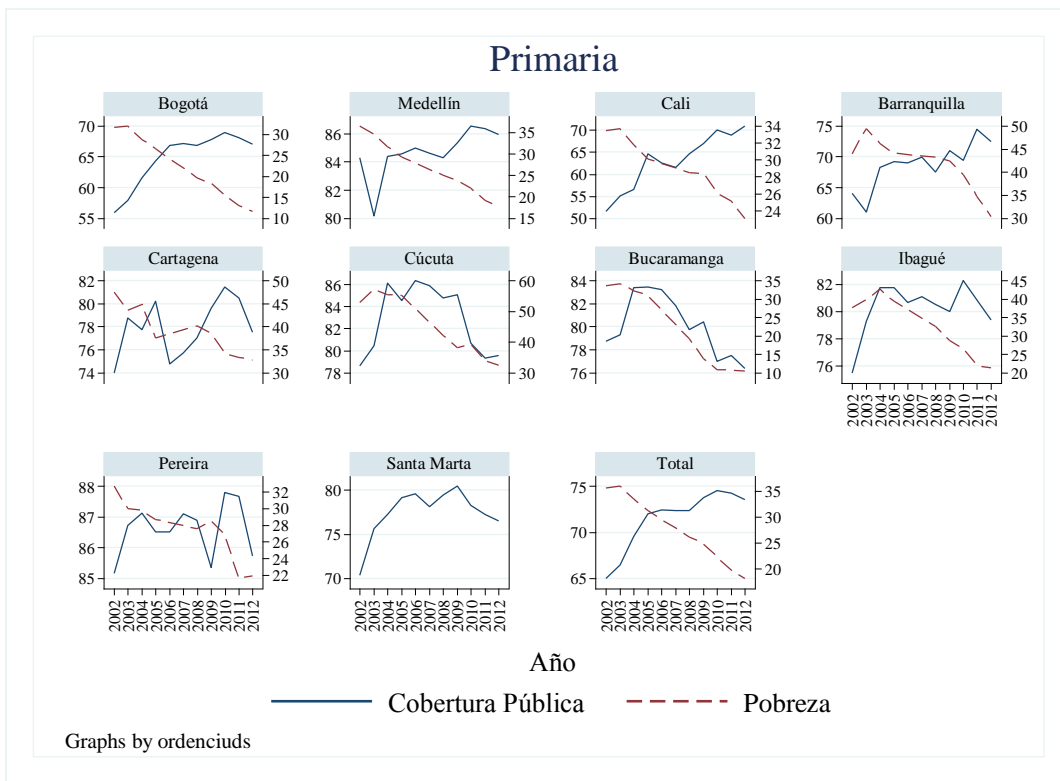 Primaria
Bogotá Medellín Cali Barranquilla
70 65 60 55 30 25 20 15 10 86 84 82 80 35 30 25 20 15 70 65 60 55 50 34 32 30 28 26 24 75 70 65 60 50 45 40 35 30
Cartagena Cúcuta Bucaramanga Ibagué
82 80 78 76 74 50 45 40 35 30 86 84 82 80 78 60 50 40 30 84 82 80 78 76 35 30 25 20 15 10 82 80 78 76 45 40 35 30 25 20
2002 2003 2004 2005 2006 2007 2008 2009 2010 2011 2012
Pereira Santa Marta Total
88 87 86 85 32 30 28 26 24 22 80 75 70 75 70 65 35 30 25 20
2002 2003 2004 2005 2006 2007 2008 2009 2010 2011 2012 2002 2003 2004 2005 2006 2007 2008 2009 2010 2011 2012 2002 2003 2004 2005 2006 2007 2008 2009 2010 2011 2012
Año
Cobertura Pública Pobreza
Graphs by ordenciuds